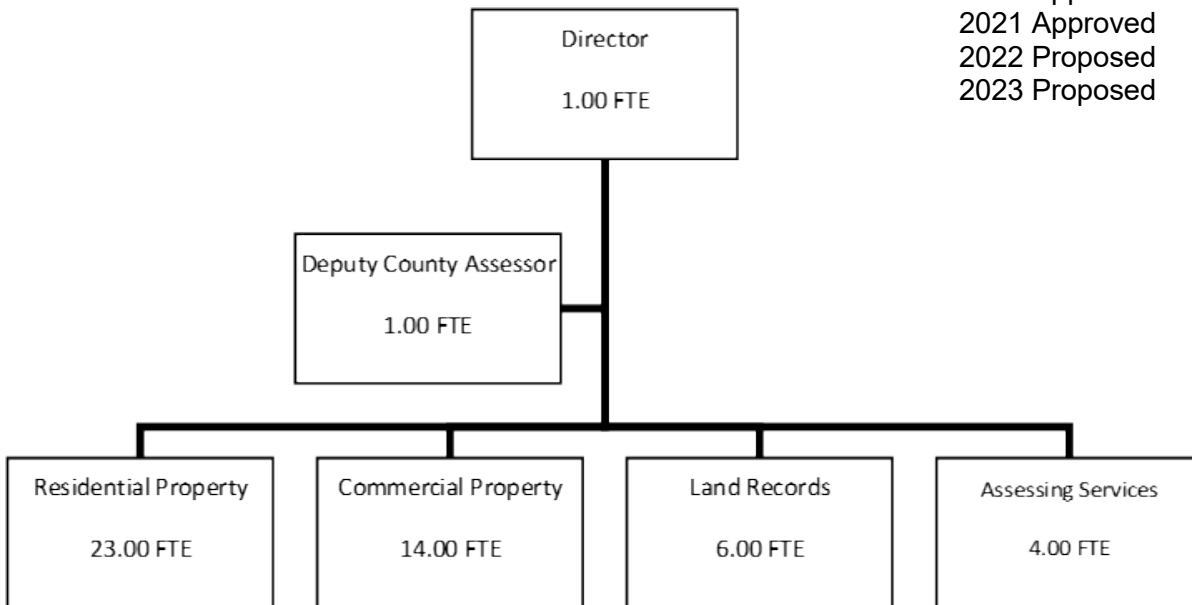 2021 Approved
2022 Proposed
2023 Proposed
Director
1.00 FTE
Deputy County Assessor
1.00 FTE
Residential Property
23.00 FTE
Commercial Property
14.00 FTE
Land Records
6.00 FTE
Assessing Services
4.00 FTE